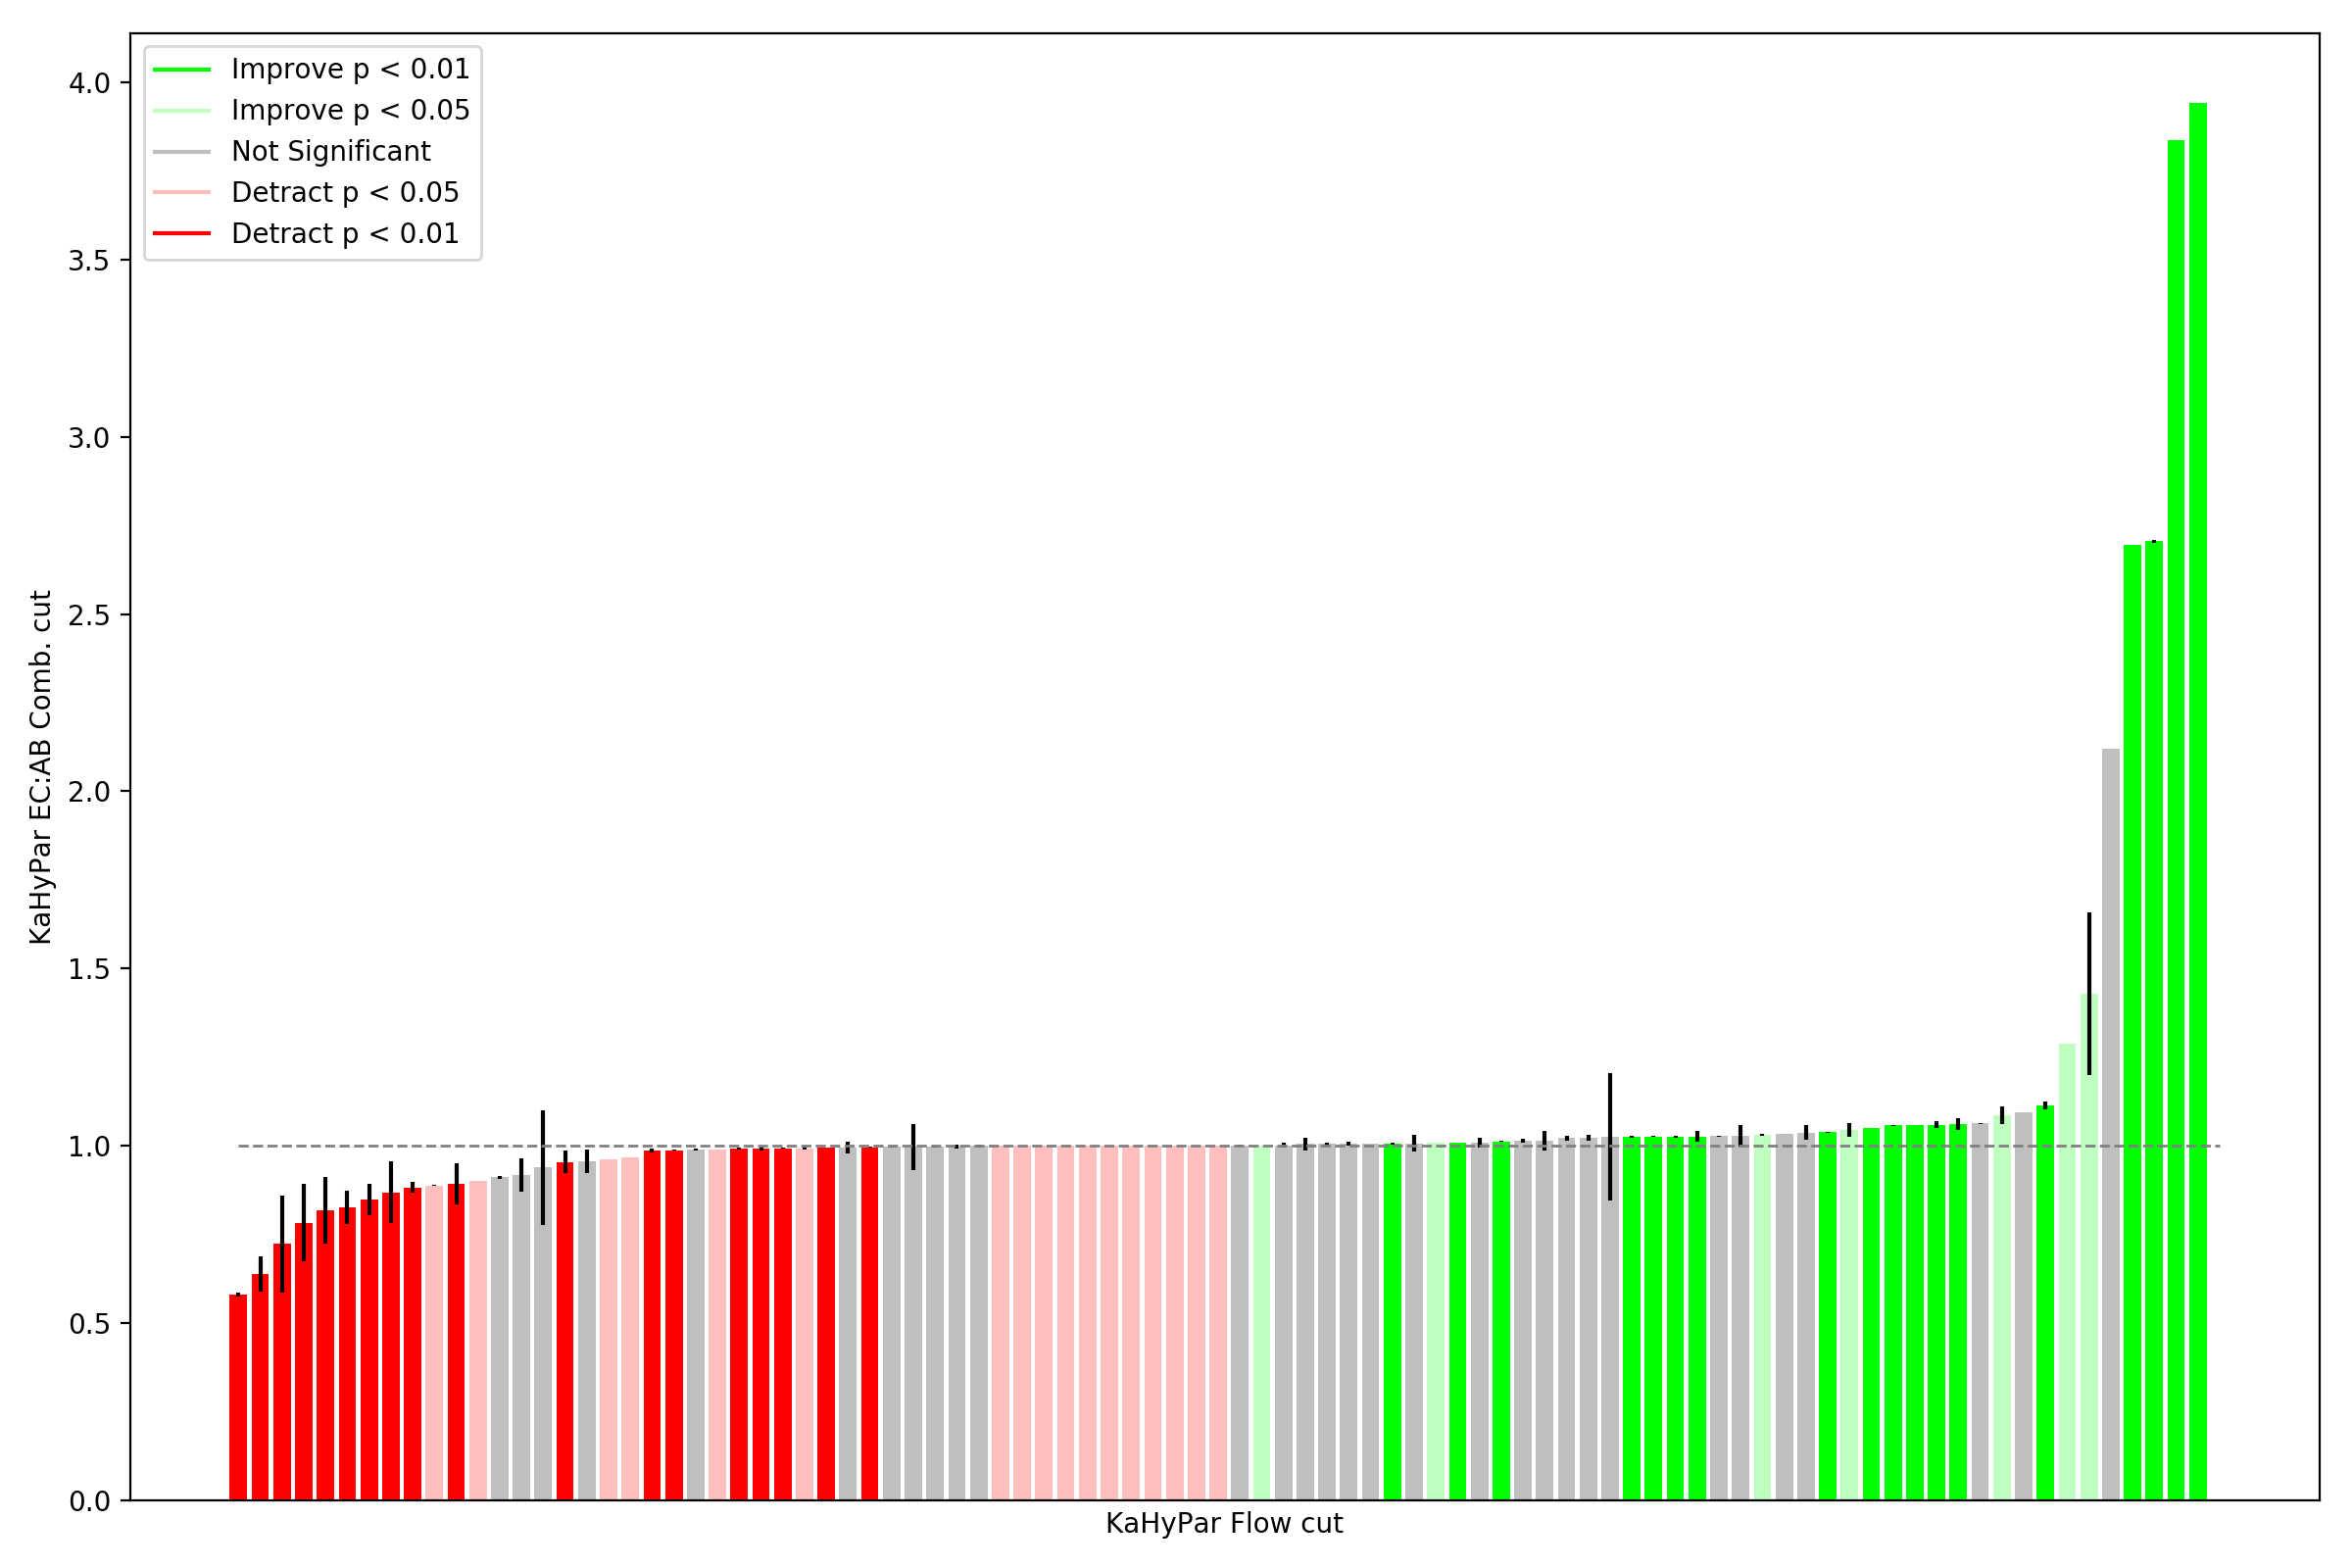 Improve p < 0.01
Improve p < 0.05
Not Significant
Detract p < 0.05
Detract p < 0.01
4.0
3.5
3.0
2.5
2.0
1.5
1.0
0.5
0.0
KaHyPar EC:AB Comb. cut
KaHyPar Flow cut